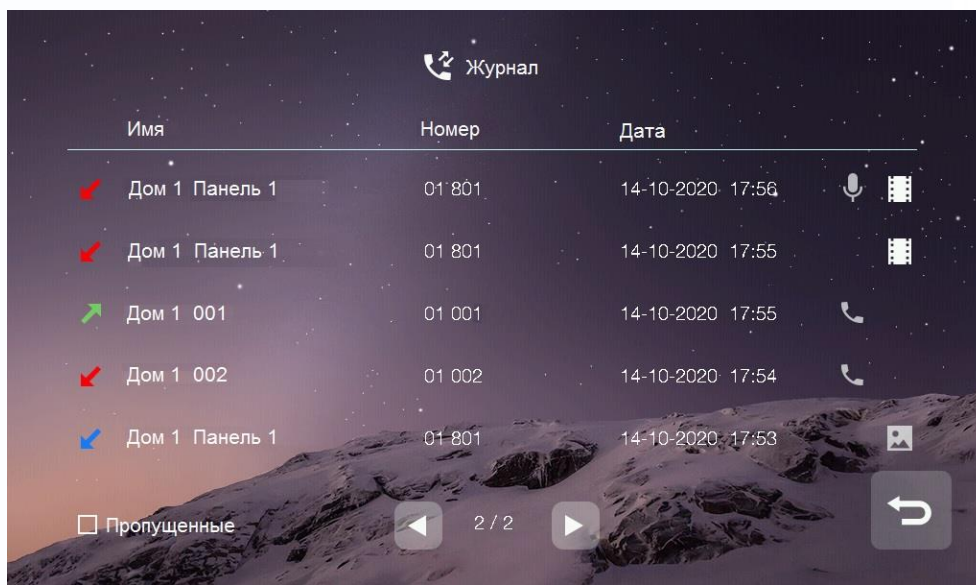 Журнал
Имя Номер Дата
Дом 1 Панель 1 01 801 14-10-2020 17:56
Дом 1 Панель 1 01 801 14-10-2020 17:55
Дом 1 001 01 001 14-10-2020 17:55
Дом 1 002 01 002 14-10-2020 17:54
Дом 1 Панель 1 01 801 14-10-2020 17:53
Пропущенные 2 / 2